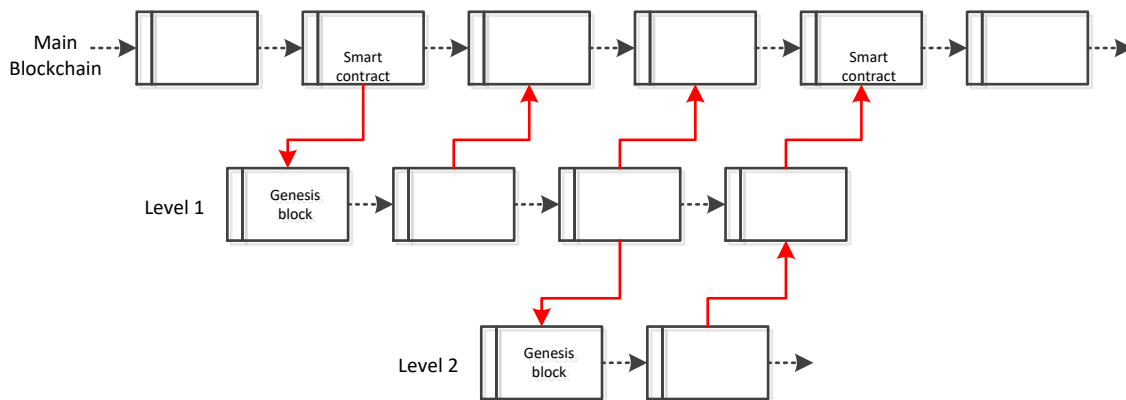 Main
Blockchain
Smart
contract
Smart
contract
Level 1
Genesis
block
Level 2
Genesis
block